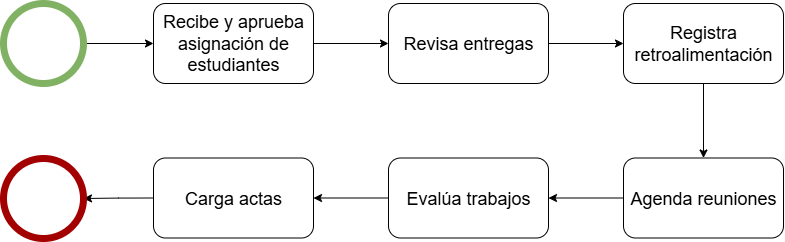 Recibe y aprueba
asignación de
estudiantes
Revisa entregas
Registra
retroalimentación
Agenda reuniones
Evalúa trabajos
Carga actas